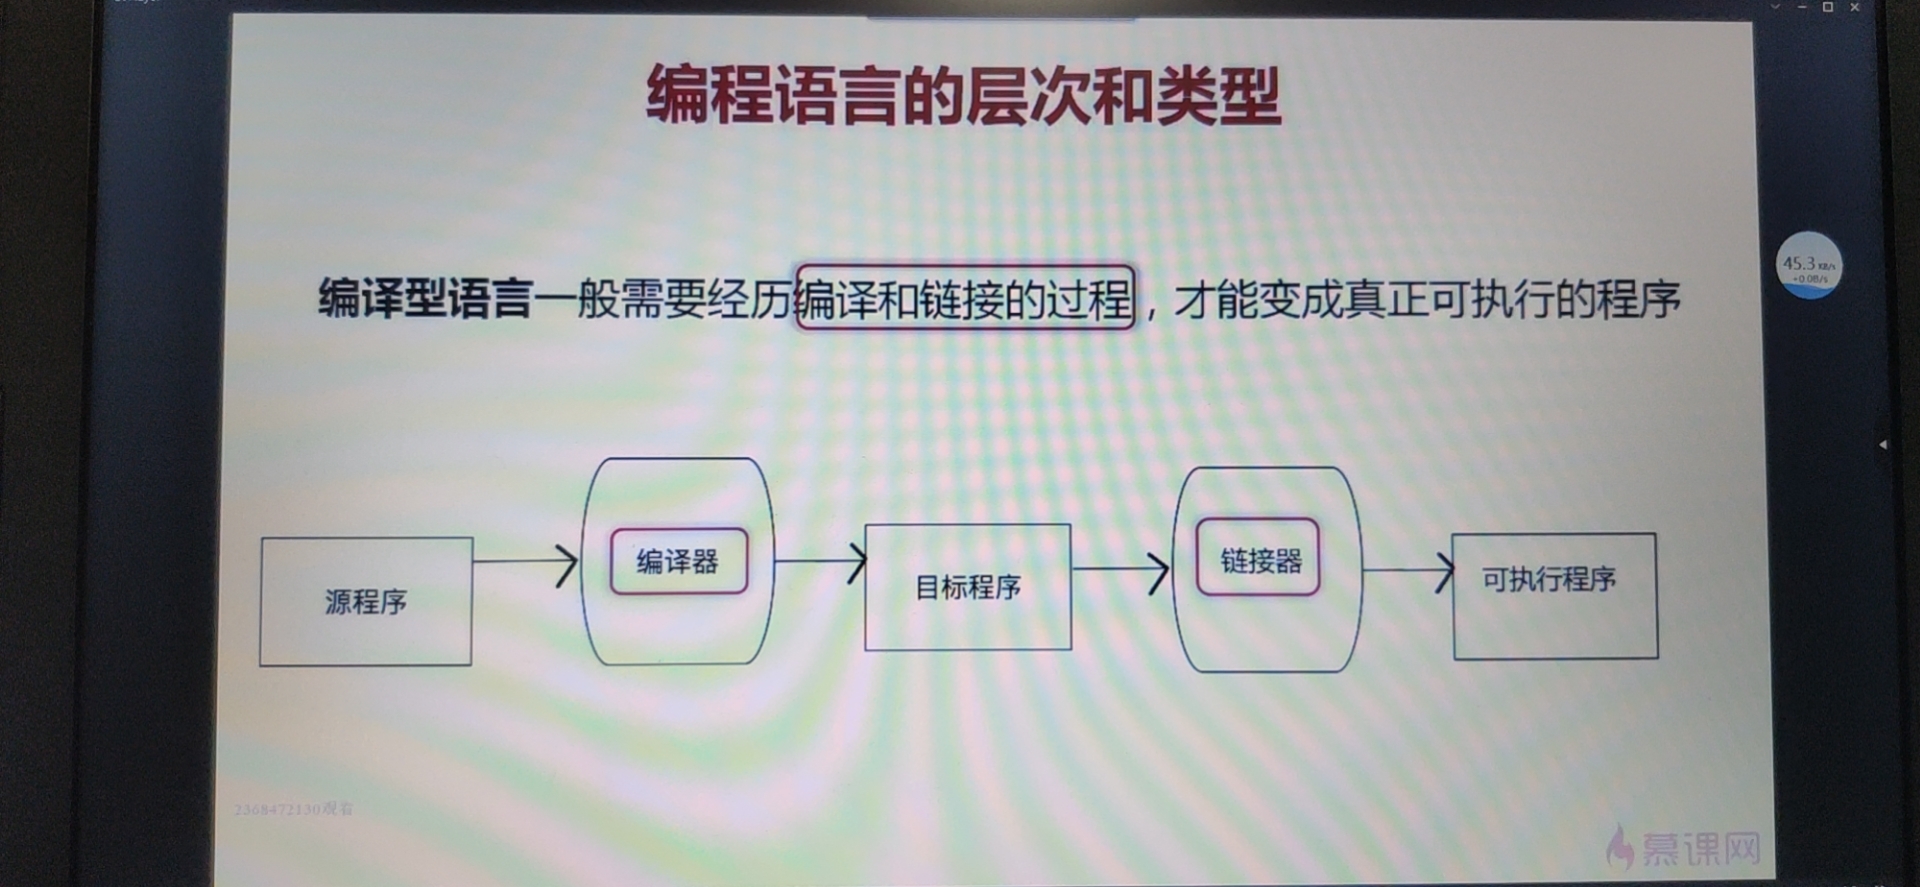 编程语言的层次和类型
编译型语言一般需要经历编译和链接的过程，才能变成真正可执行的程序
45.3 KB/s
+0.0B/s
源程序
编译器
目标程序
链接器
可执行程序
2368472130观看
慕课网